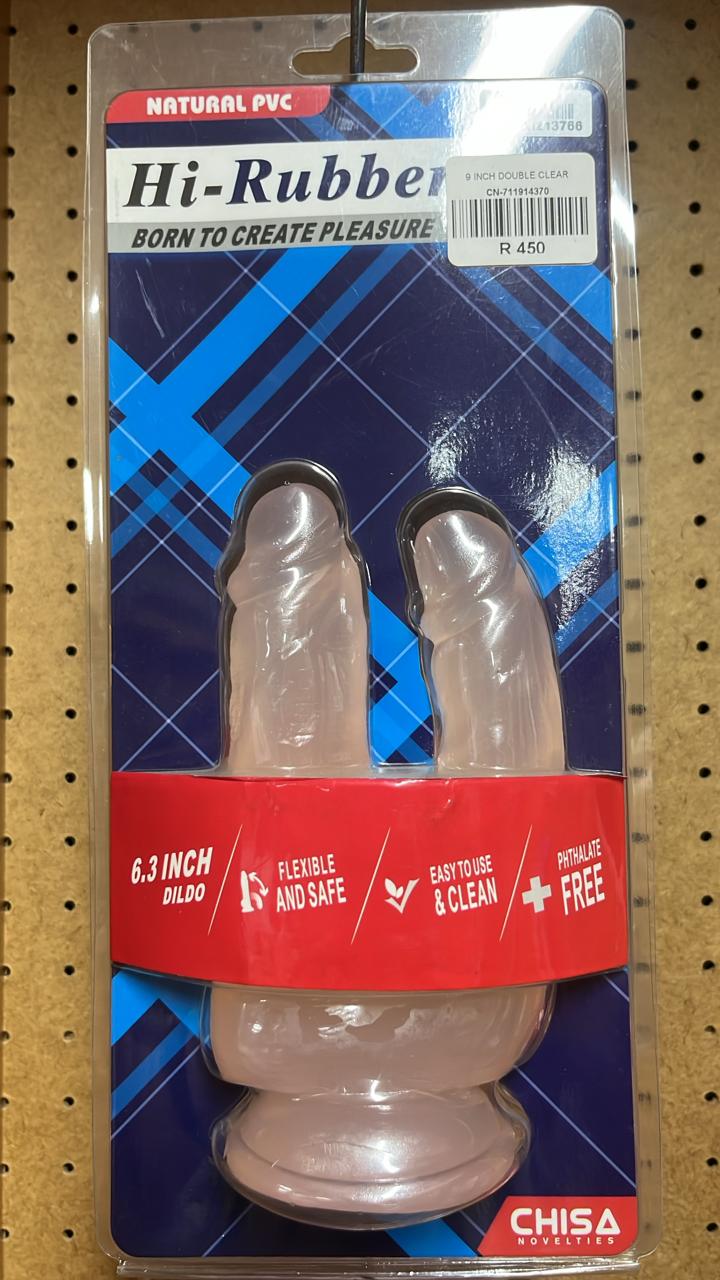 NATURAL PVC
Hi-Rubber
BORN TO CREATE PLEASURE
9 INCH DOUBLE CLEAR
CN-711914370
R 450
6.3 INCH
DILDO
FLEXIBLE
AND SAFE
EASY TO USE
& CLEAN
PHTHALATE
FREE
CHISA
NOVELTIES